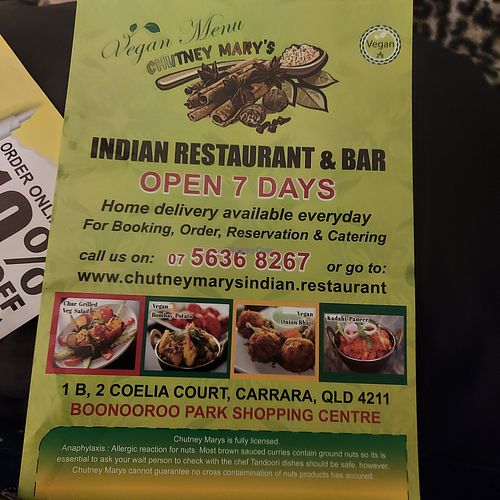 Vegan Menu
Vegan
CHUTNEY MARY'S
INDIAN RESTAURANT & BAR
OPEN 7 DAYS
Home delivery available everyday
For Booking, Order, Reservation & Catering
call us on: 07 5636 8267 or go to:
www.chutneymarysindian.restaurant
Char Grilled
Veg Salad
Vegan
Bombay Potato
Vegan
Onion Bhaji
Kadahi Paneer
1 B, 2 COELIA COURT, CARRARA, QLD 4211
BOONOOROO PARK SHOPPING CENTRE
Chutney Marys is fully licensed.
Anaphylaxis : Allergic reaction for nuts. Most brown sauced curries contain ground nuts so its is
essential to ask your wait person to check with the chef Tandoori dishes should be safe, however.
Chutney Marys cannot guarantee no cross contamination of nuts products has accured.
ORDER ONLI
10%
OFF